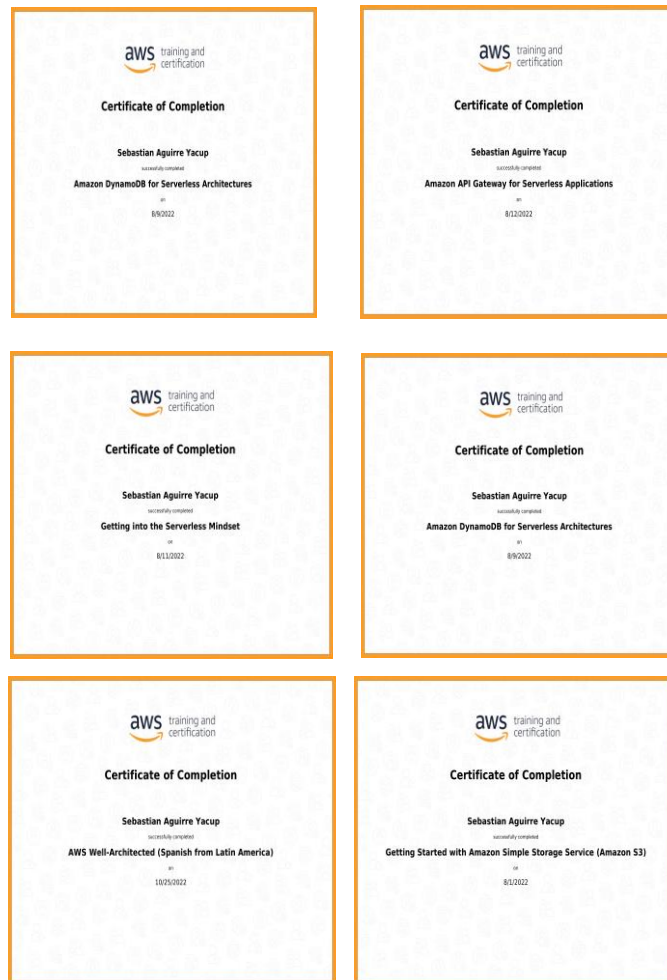 aws training and
certification
Certificate of Completion
Sebastian Aguirre Yacup
successfully completed
Amazon DynamoDB for Serverless Architectures
on
8/9/2022
aws training and
certification
Certificate of Completion
Sebastian Aguirre Yacup
successfully completed
Amazon API Gateway for Serverless Applications
on
8/12/2022
aws training and
certification
Certificate of Completion
Sebastian Aguirre Yacup
successfully completed
Getting into the Serverless Mindset
on
8/11/2022
aws training and
certification
Certificate of Completion
Sebastian Aguirre Yacup
successfully completed
Amazon DynamoDB for Serverless Architectures
on
8/9/2022
aws training and
certification
Certificate of Completion
Sebastian Aguirre Yacup
successfully completed
AWS Well-Architected (Spanish from Latin America)
on
10/25/2022
aws training and
certification
Certificate of Completion
Sebastian Aguirre Yacup
successfully completed
Getting Started with Amazon Simple Storage Service (Amazon S3)
on
8/1/2022